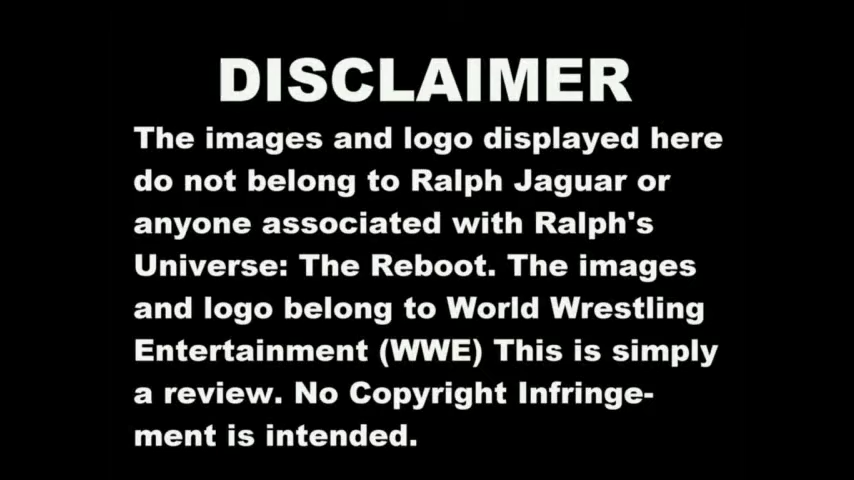 DISCLAIMER
The images and logo displayed here
do not belong to Ralph Jaguar or
anyone associated with Ralph's
Universe: The Reboot. The images
and logo belong to World Wrestling
Entertainment (WWE) This is simply
a review. No Copyright Infringe-
ment is intended.